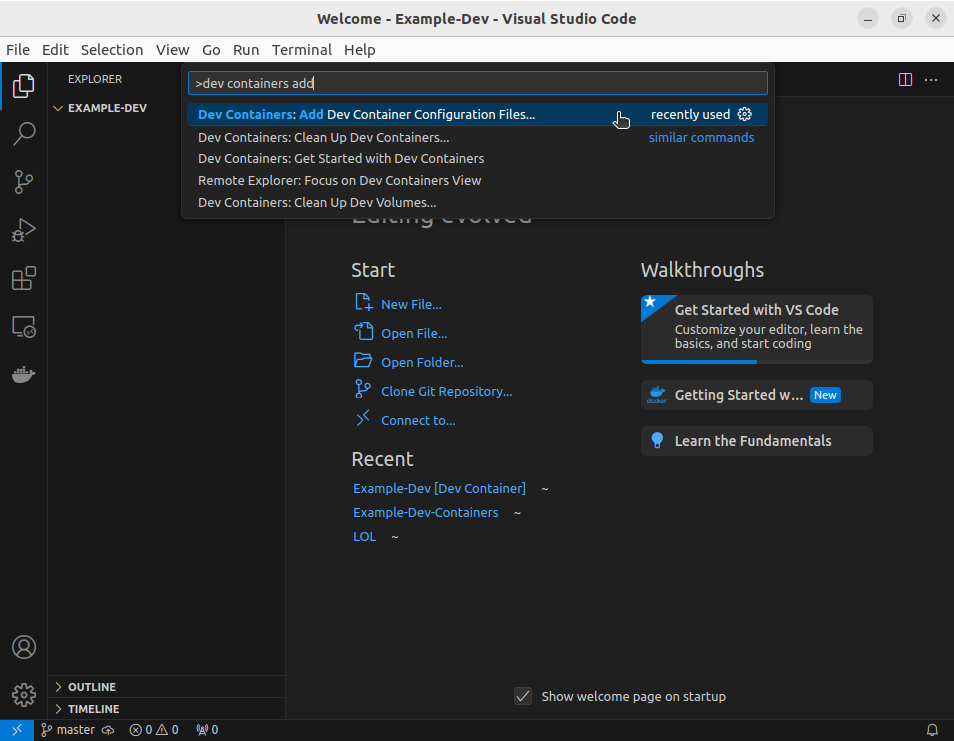 Welcome - Example-Dev - Visual Studio Code
File Edit Selection View Go Run Terminal Help
EXPLORER
EXAMPLE-DEV
>dev containers add
Dev Containers: Add Dev Container Configuration Files... recently used
Dev Containers: Clean Up Dev Containers... similar commands
Dev Containers: Get Started with Dev Containers
Remote Explorer: Focus on Dev Containers View
Dev Containers: Clean Up Dev Volumes...
Editing evolved
Start
New File...
Open File...
Open Folder...
Clone Git Repository...
Connect to...
Recent
Example-Dev [Dev Container] ~
Example-Dev-Containers ~
LOL ~
Walkthroughs
Get Started with VS Code
Customize your editor, learn the
basics, and start coding
docker
Getting Started w... New
Learn the Fundamentals
OUTLINE
TIMELINE
Show welcome page on startup
master 0 0 0